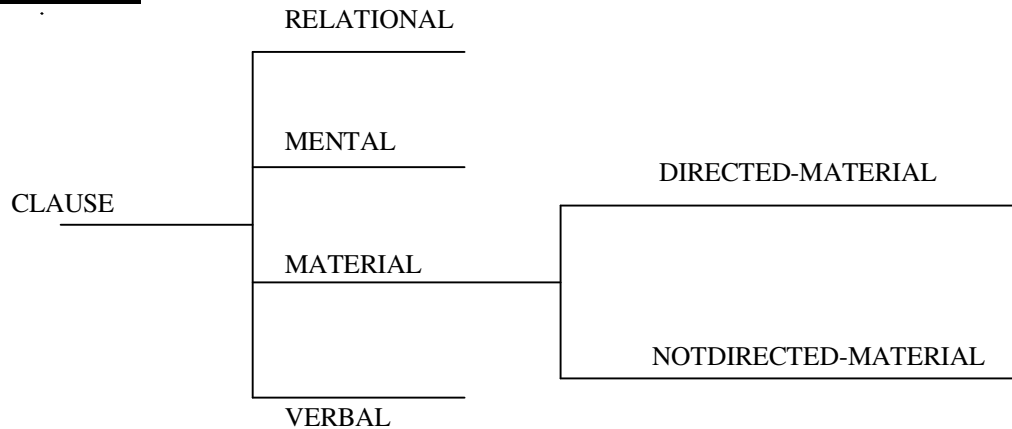 RELATIONAL
MENTAL
DIRECTED-MATERIAL
CLAUSE
MATERIAL
NOTDIRECTED-MATERIAL
VERBAL